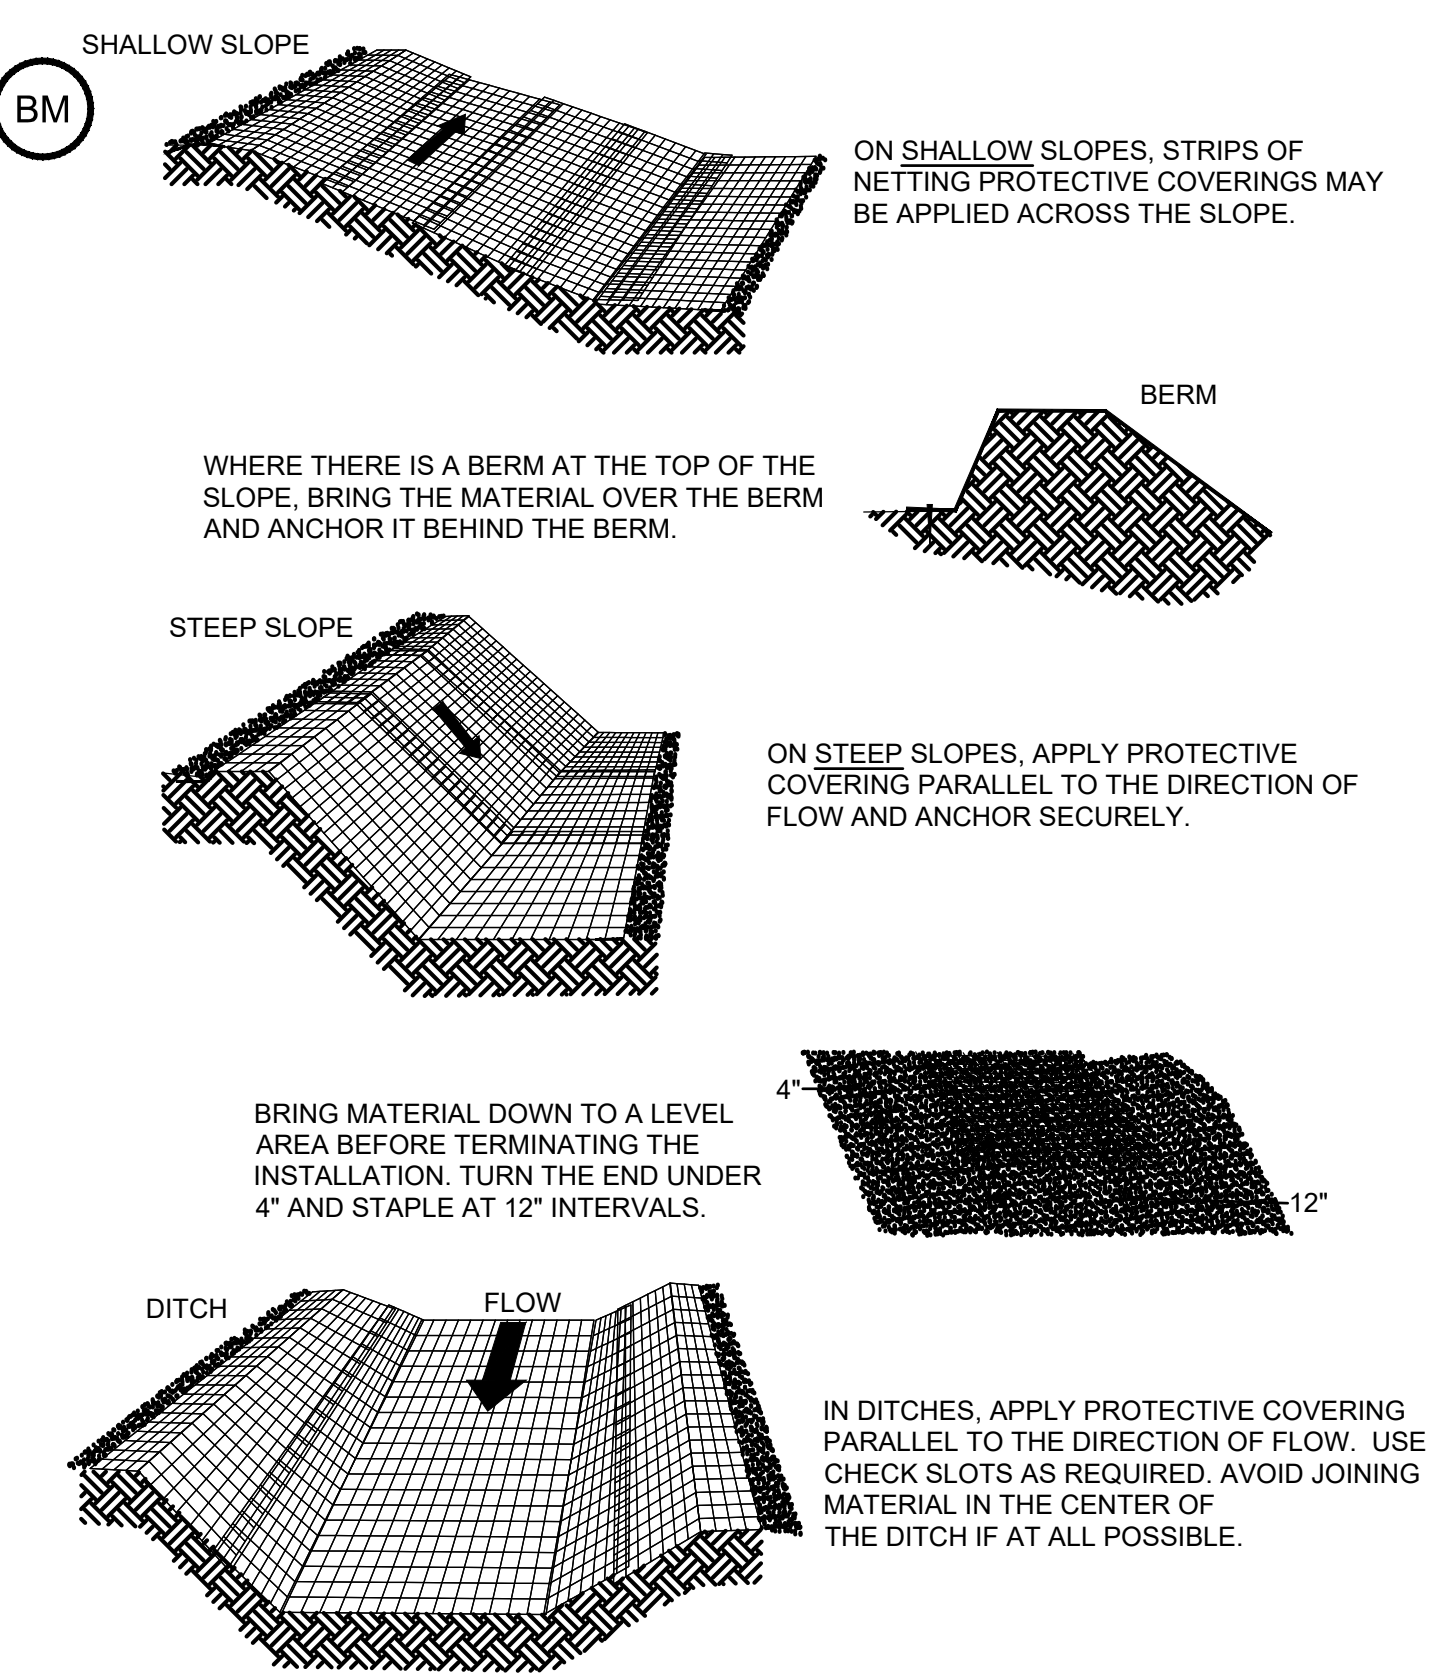 SHALLOW SLOPE
BM
ON SHALLOW SLOPES, STRIPS OF
NETTING PROTECTIVE COVERINGS MAY
BE APPLIED ACROSS THE SLOPE.
BERM
WHERE THERE IS A BERM AT THE TOP OF THE
SLOPE, BRING THE MATERIAL OVER THE BERM
AND ANCHOR IT BEHIND THE BERM.
STEEP SLOPE
ON STEEP SLOPES, APPLY PROTECTIVE
COVERING PARALLEL TO THE DIRECTION OF
FLOW AND ANCHOR SECURELY.
4"
BRING MATERIAL DOWN TO A LEVEL
AREA BEFORE TERMINATING THE
INSTALLATION. TURN THE END UNDER
4" AND STAPLE AT 12" INTERVALS.
12"
DITCH
FLOW
IN DITCHES, APPLY PROTECTIVE COVERING
PARALLEL TO THE DIRECTION OF FLOW.  USE
CHECK SLOTS AS REQUIRED. AVOID JOINING
MATERIAL IN THE CENTER OF
THE DITCH IF AT ALL POSSIBLE.